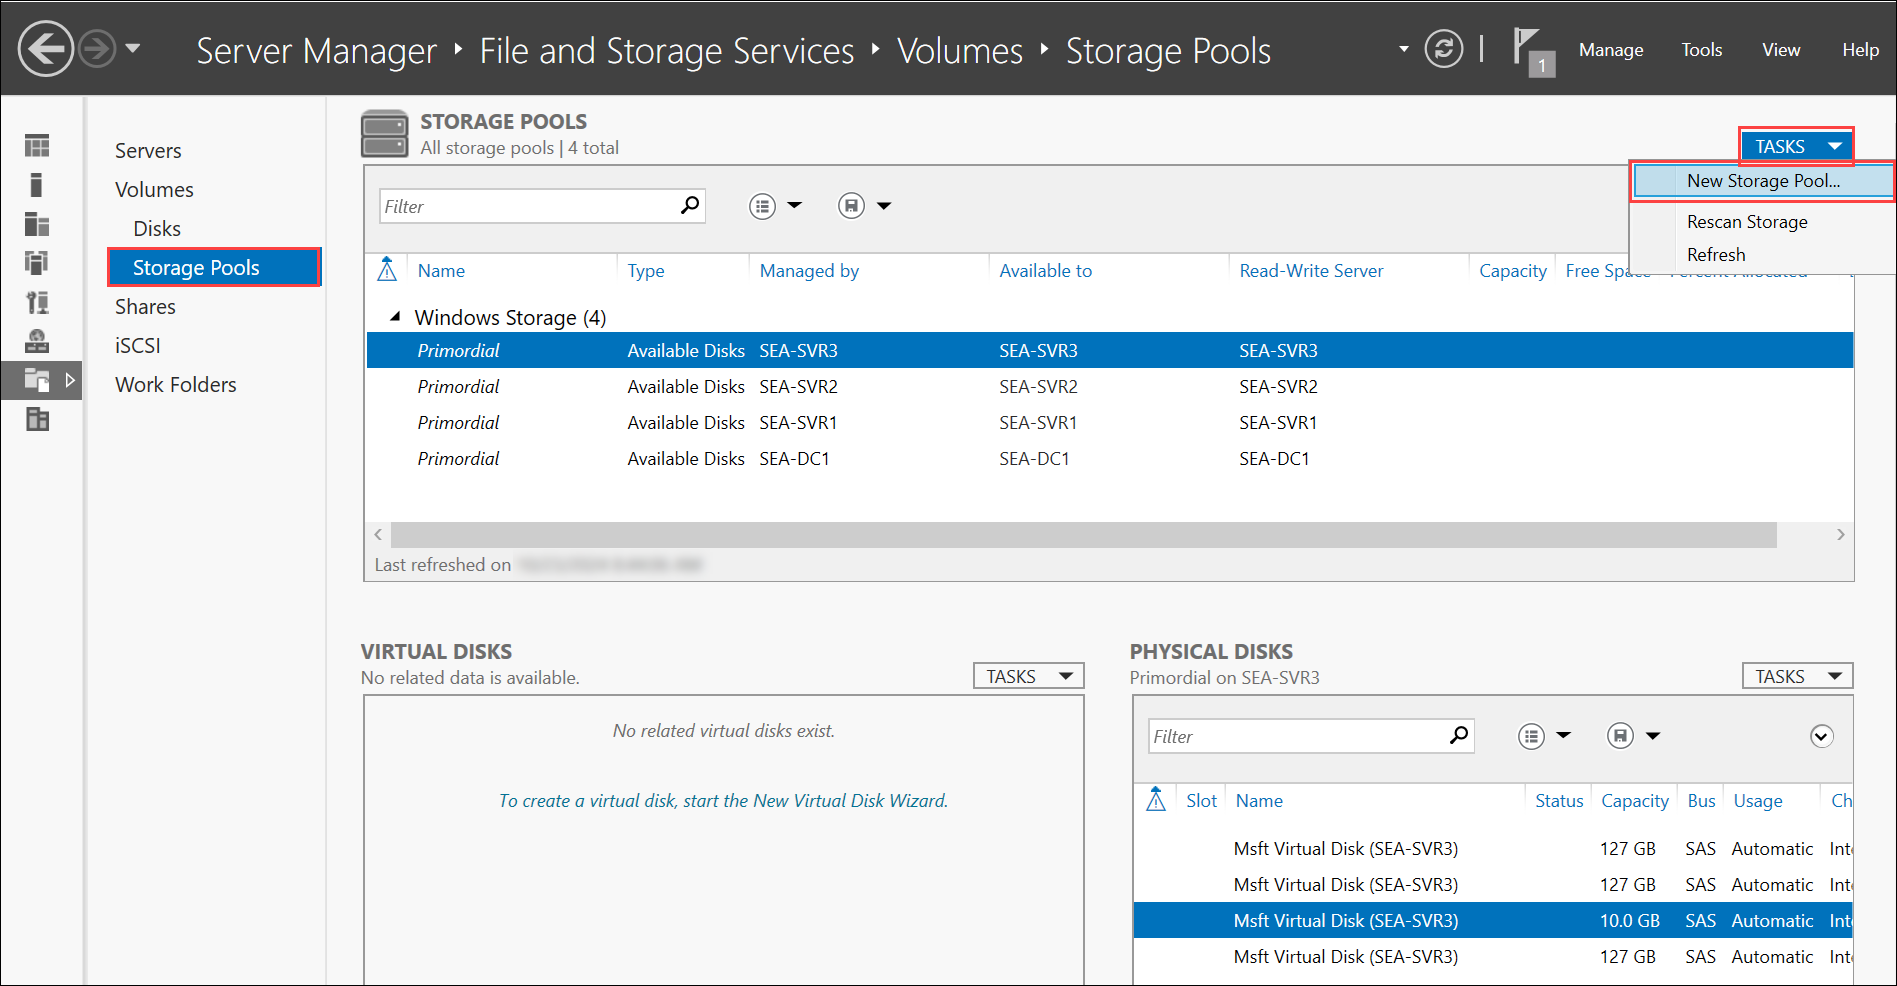 Server Manager ‣ File and Storage Services ‣ Volumes ‣ Storage Pools
1
Manage Tools View Help
Servers
Volumes
Disks
Storage Pools
Shares
iSCSI
Work Folders
STORAGE POOLS
All storage pools | 4 total
TASKS
New Storage Pool...
Rescan Storage
Refresh
Filter
Name Type Managed by Available to Read-Write Server Capacity Free Space Percent Allocated
Windows Storage (4)
Primordial Available Disks SEA-SVR3 SEA-SVR3 SEA-SVR3
Primordial Available Disks SEA-SVR2 SEA-SVR2 SEA-SVR2
Primordial Available Disks SEA-SVR1 SEA-SVR1 SEA-SVR1
Primordial Available Disks SEA-DC1 SEA-DC1 SEA-DC1
Last refreshed on
VIRTUAL DISKS
No related data is available.
TASKS
No related virtual disks exist.
To create a virtual disk, start the New Virtual Disk Wizard.
PHYSICAL DISKS
Primordial on SEA-SVR3
TASKS
Filter
Slot Name Status Capacity Bus Usage Ch
Msft Virtual Disk (SEA-SVR3) 127 GB SAS Automatic Int
Msft Virtual Disk (SEA-SVR3) 127 GB SAS Automatic Int
Msft Virtual Disk (SEA-SVR3) 10.0 GB SAS Automatic Int
Msft Virtual Disk (SEA-SVR3) 127 GB SAS Automatic Int